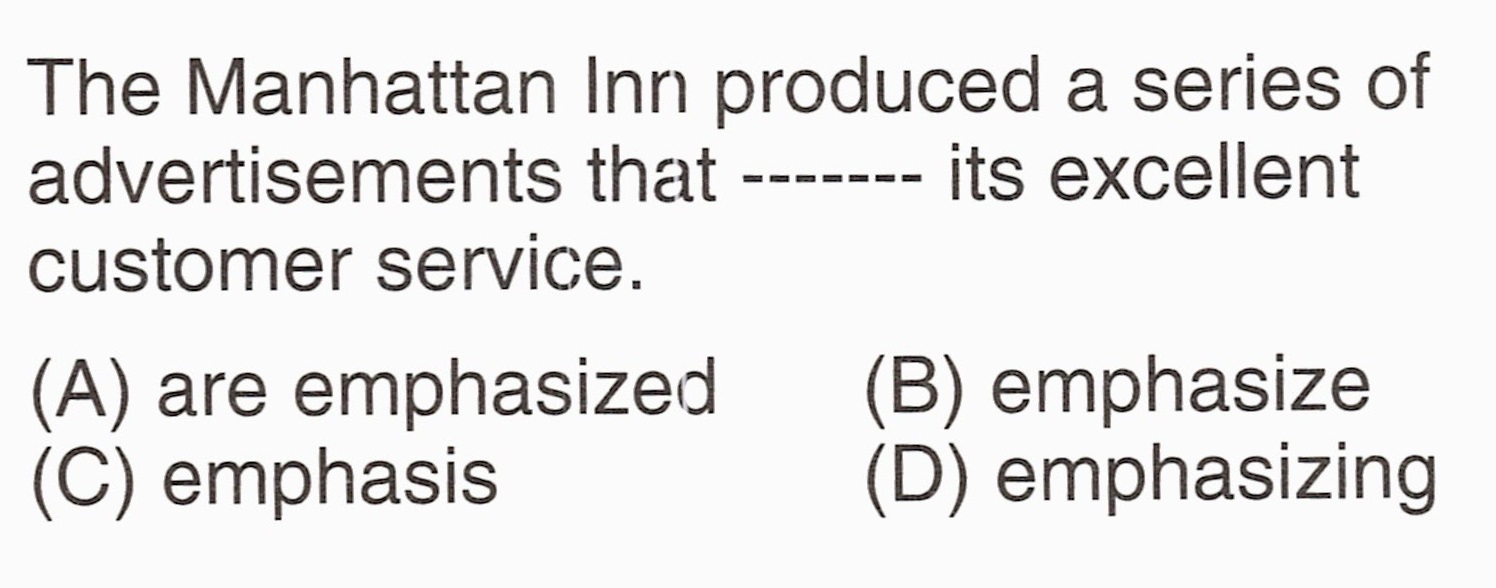 The Manhattan Inn produced a series of
advertisements that ------- its excellent
customer service.
(A) are emphasized (B) emphasize
(C) emphasis (D) emphasizing